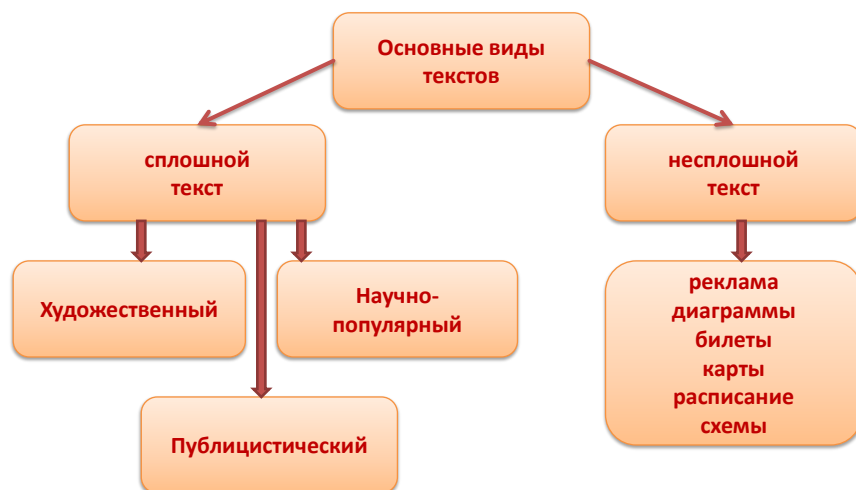 Основные виды
текстов
сплошной
текст
несплошной
текст
Художественный
Научно-
популярный
Публицистический
реклама
диаграммы
билеты
карты
расписание
схемы